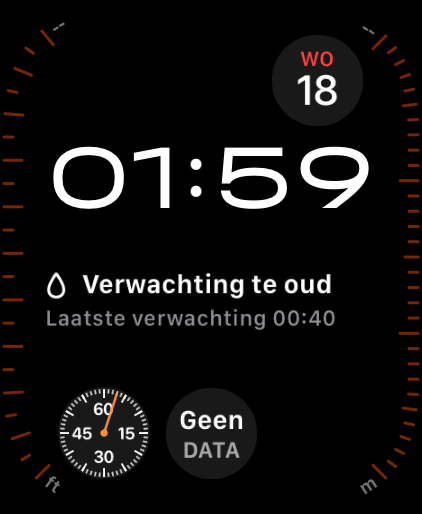 --
--
WO
18
01:59
Verwachting te oud
Laatste verwachting 00:40
60
45
15
30
Geen
DATA
ft
m